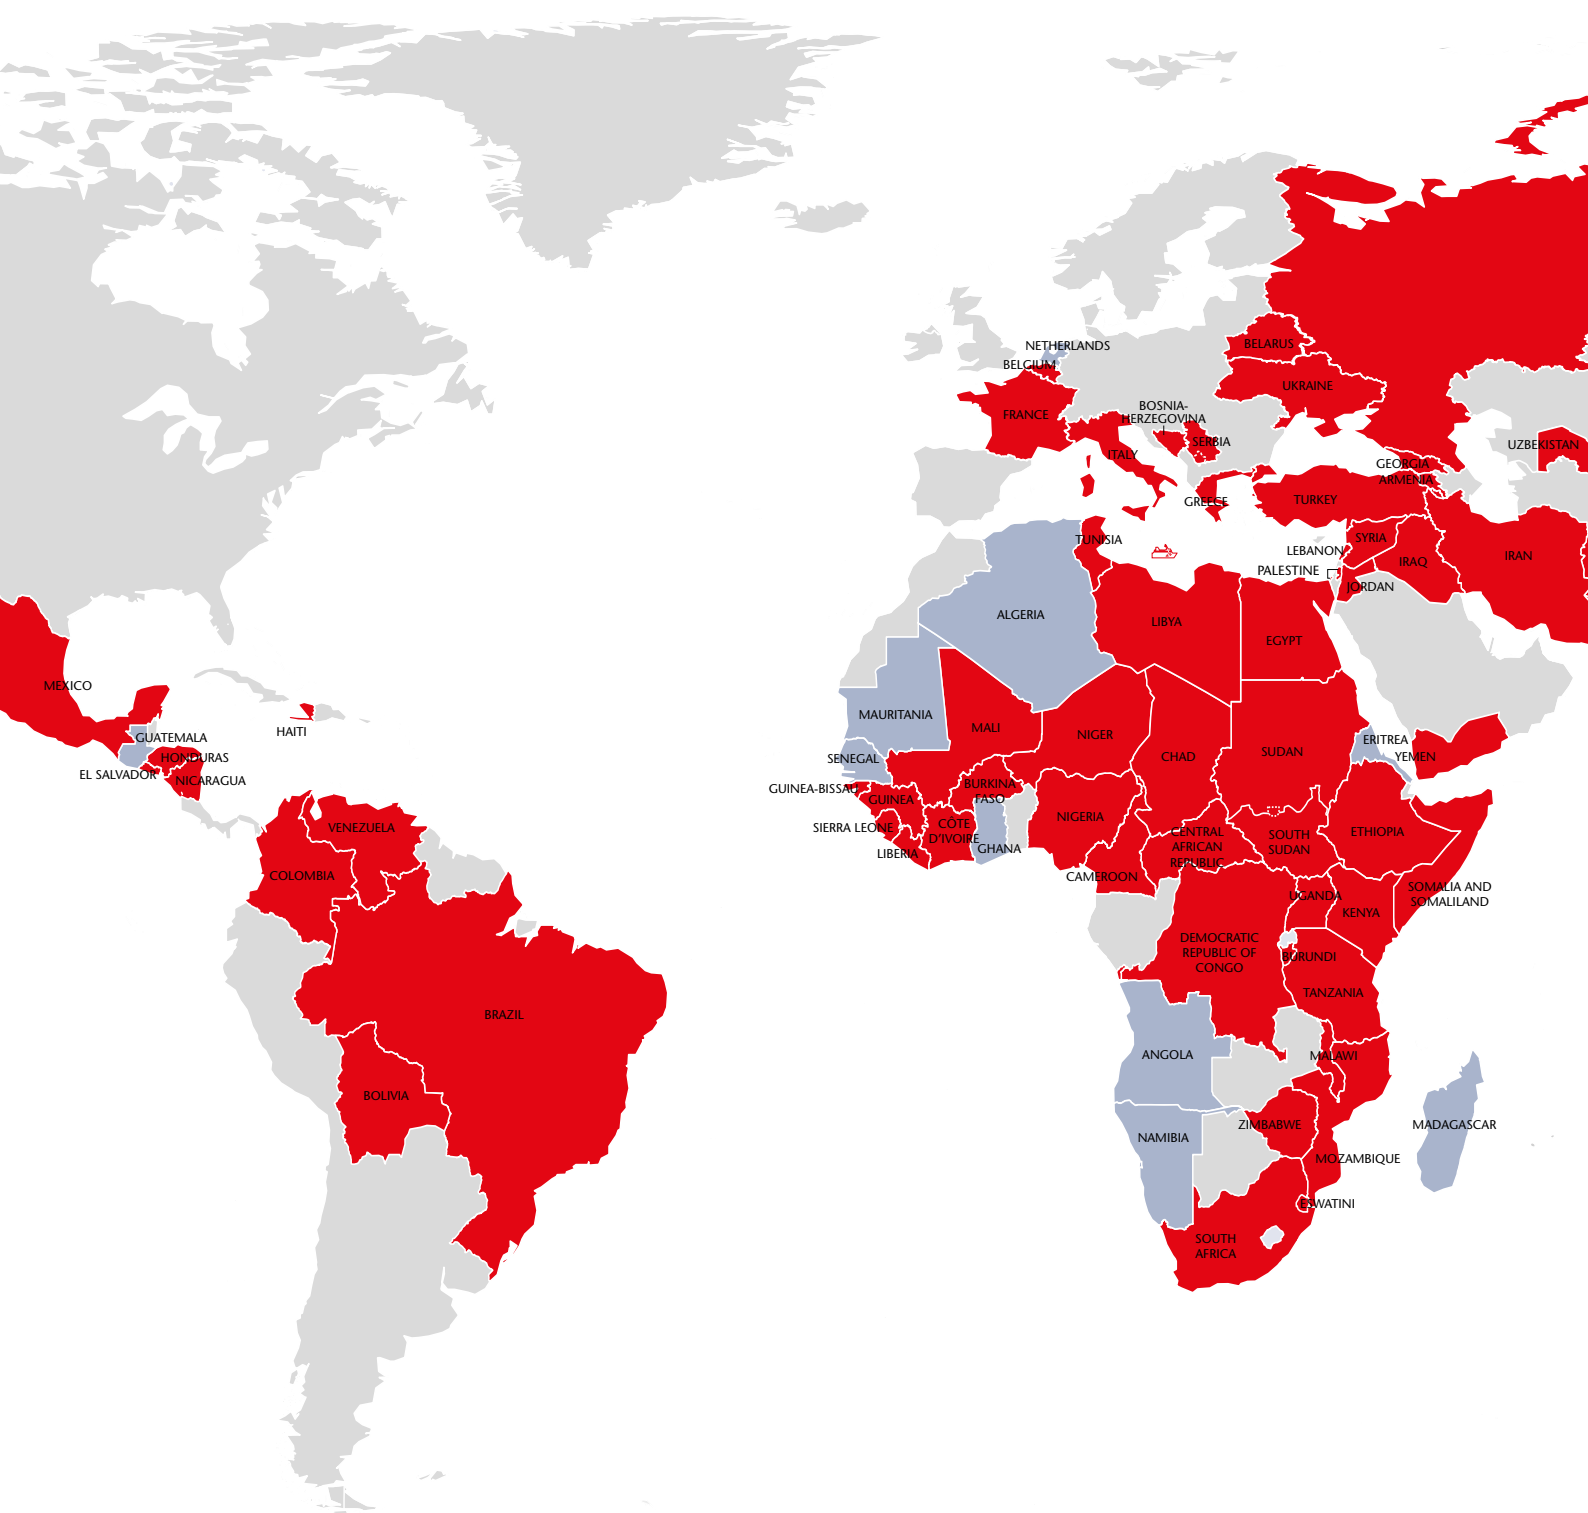 NETHERLANDS
BELGIUM
BELARUS
UKRAINE
FRANCE
BOSNIA-
HERZEGOVINA
SERBIA
ITALY
GREECE
UZBEKISTAN
GEORGIA
ARMENIA
TURKEY
TUNISIA
SYRIA
LEBANON
IRAQ
IRAN
PALESTINE
JORDAN
ALGERIA
LIBYA
EGYPT
MEXICO
HAITI
GUATEMALA
HONDURAS
EL SALVADOR
NICARAGUA
MAURITANIA
MALI
NIGER
CHAD
SUDAN
ERITREA
YEMEN
SENEGAL
GUINEA-BISSAU
GUINEA
BURKINA
FASO
SIERRA LEONE
CÔTE
D'IVOIRE
LIBERIA
GHANA
NIGERIA
CENTRAL
AFRICAN
REPUBLIC
SOUTH
SUDAN
ETHIOPIA
CAMEROON
VENEZUELA
COLOMBIA
UGANDA
KENYA
SOMALIA AND
SOMALILAND
DEMOCRATIC
REPUBLIC OF
CONGO
BURUNDI
TANZANIA
BRAZIL
BOLIVIA
ANGOLA
MALAWI
ZIMBABWE
NAMIBIA
MADAGASCAR
MOZAMBIQUE
ESWATINI
SOUTH
AFRICA